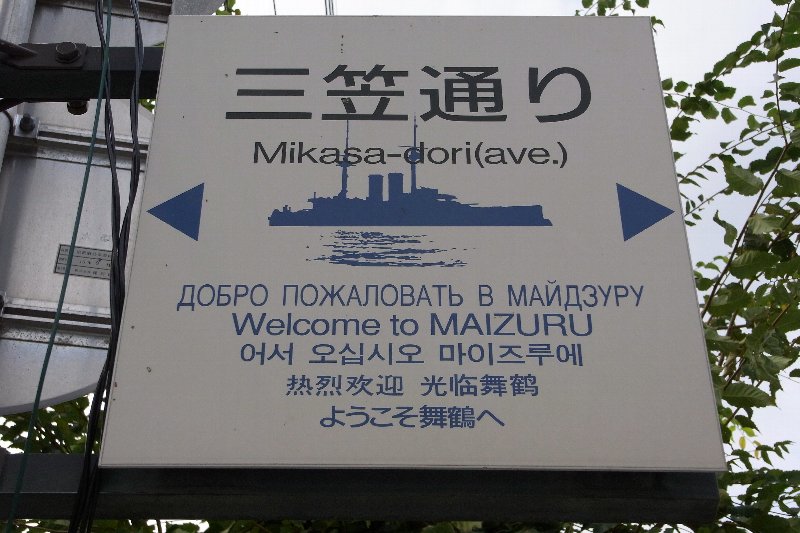 三笠通り
Mikasa-dori(ave.)
ДОБРО ПОЖАЛОВАТЬ В МАЙДЗУРУ
Welcome to MAIZURU
어서 오십시오 마이즈루에
热烈欢迎 光临舞鹤
ようこそ舞鶴へ